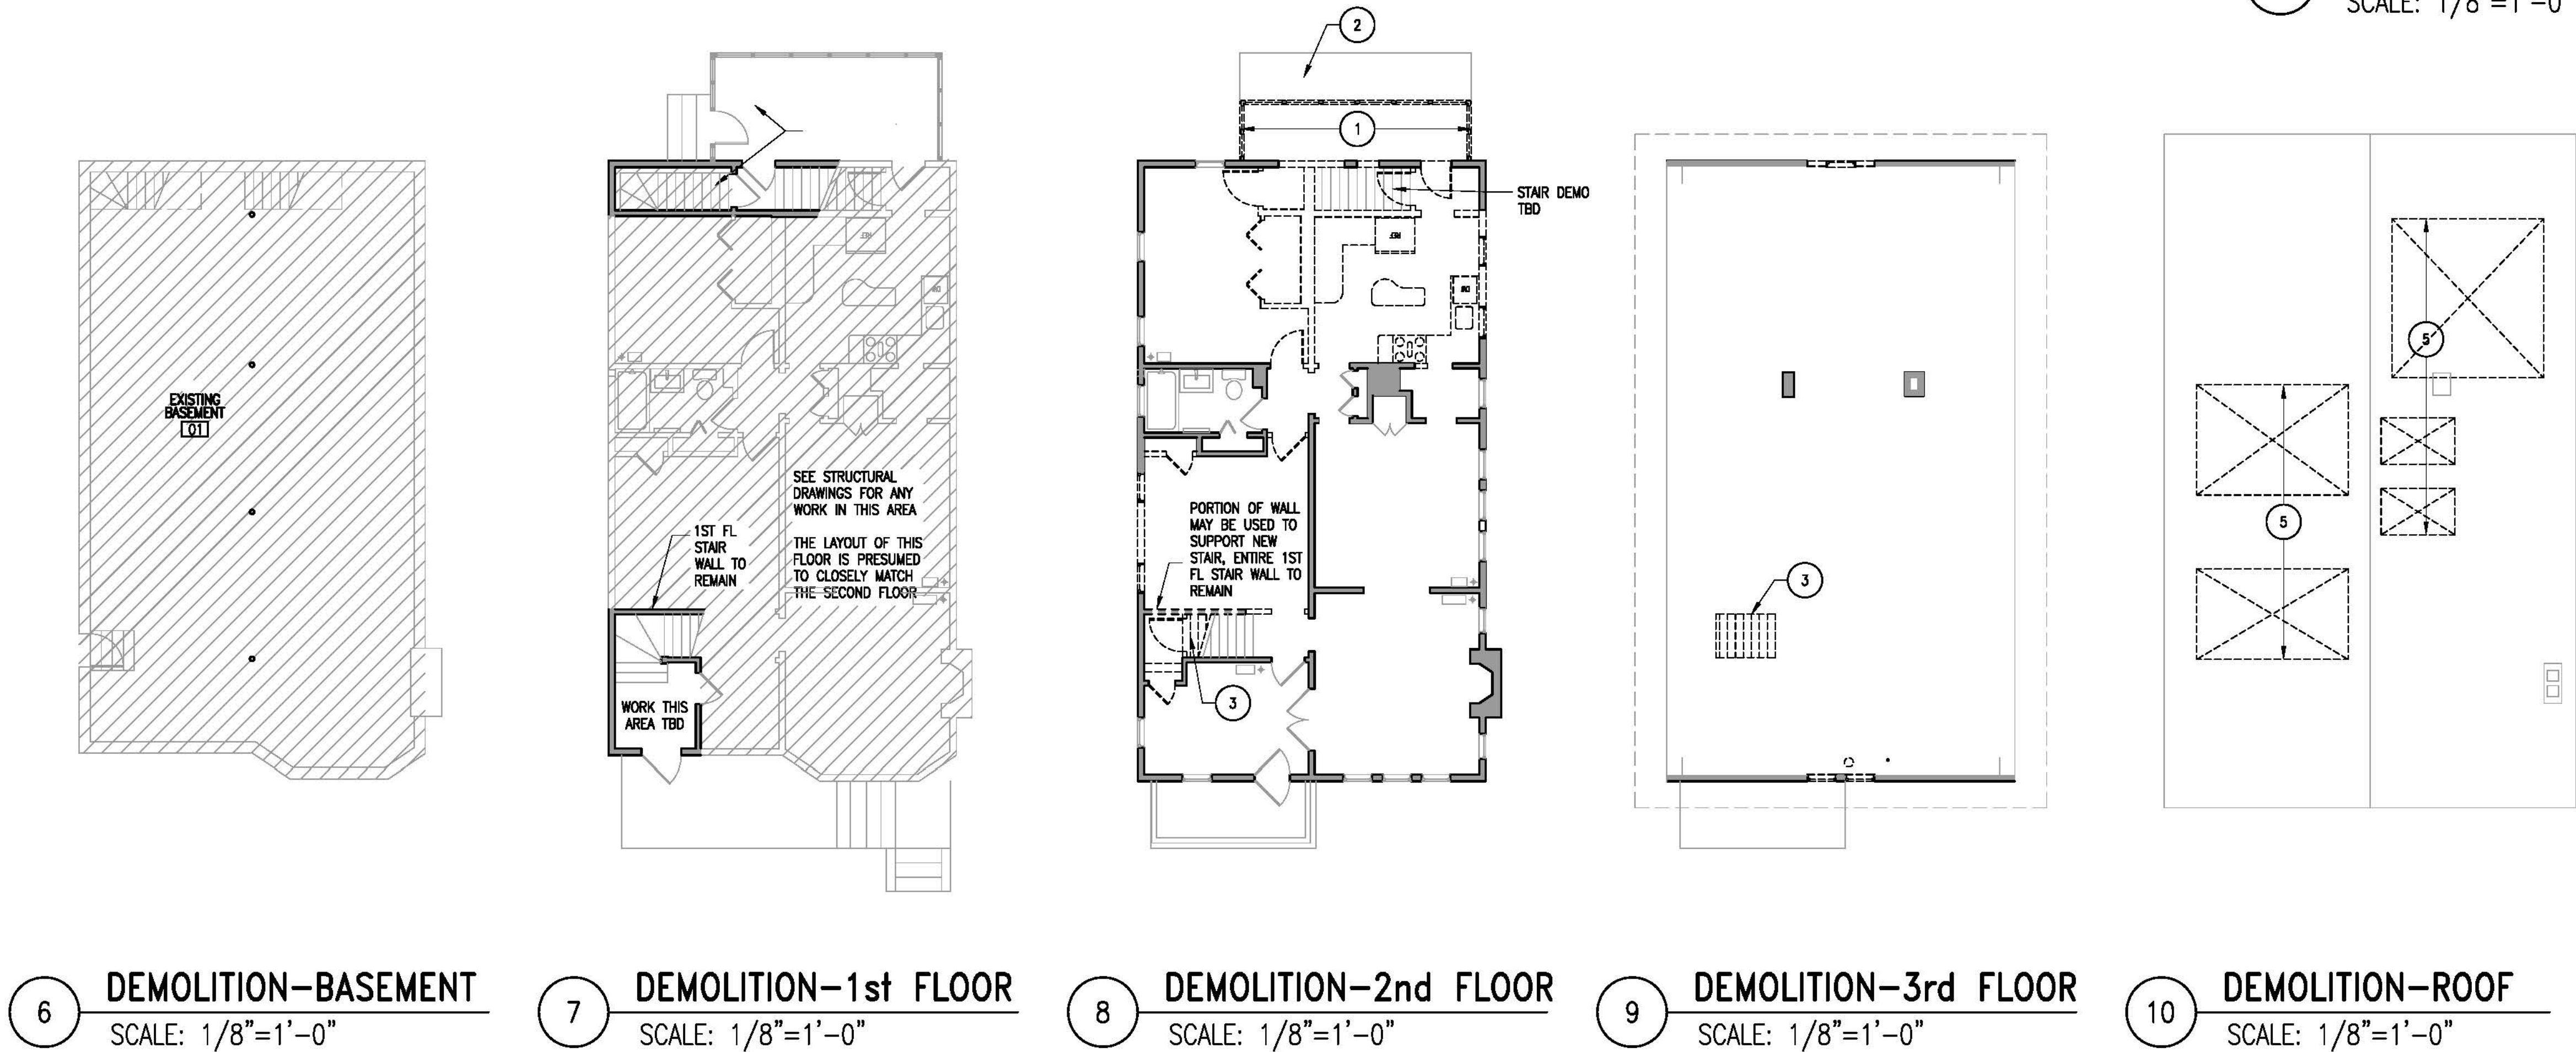 SCALE: 1/8"=1'-0"
2
1
STAIR DEMO
TBD
REF
REF
DW
DW
5
EXISTING
BASEMENT
01
SEE STRUCTURAL
DRAWINGS FOR ANY
WORK IN THIS AREA
THE LAYOUT OF THIS
FLOOR IS PRESUMED
TO CLOSELY MATCH
THE SECOND FLOOR
1ST FL
STAIR
WALL TO
REMAIN
WORK THIS
AREA TBD
PORTION OF WALL
MAY BE USED TO
SUPPORT NEW
STAIR, ENTIRE 1ST
FL STAIR WALL TO
REMAIN
3
3
5
6
DEMOLITION-BASEMENT
SCALE: 1/8"=1'-0"
7
DEMOLITION-1st FLOOR
SCALE: 1/8"=1'-0"
8
DEMOLITION-2nd FLOOR
SCALE: 1/8"=1'-0"
9
DEMOLITION-3rd FLOOR
SCALE: 1/8"=1'-0"
10
DEMOLITION-ROOF
SCALE: 1/8"=1'-0"